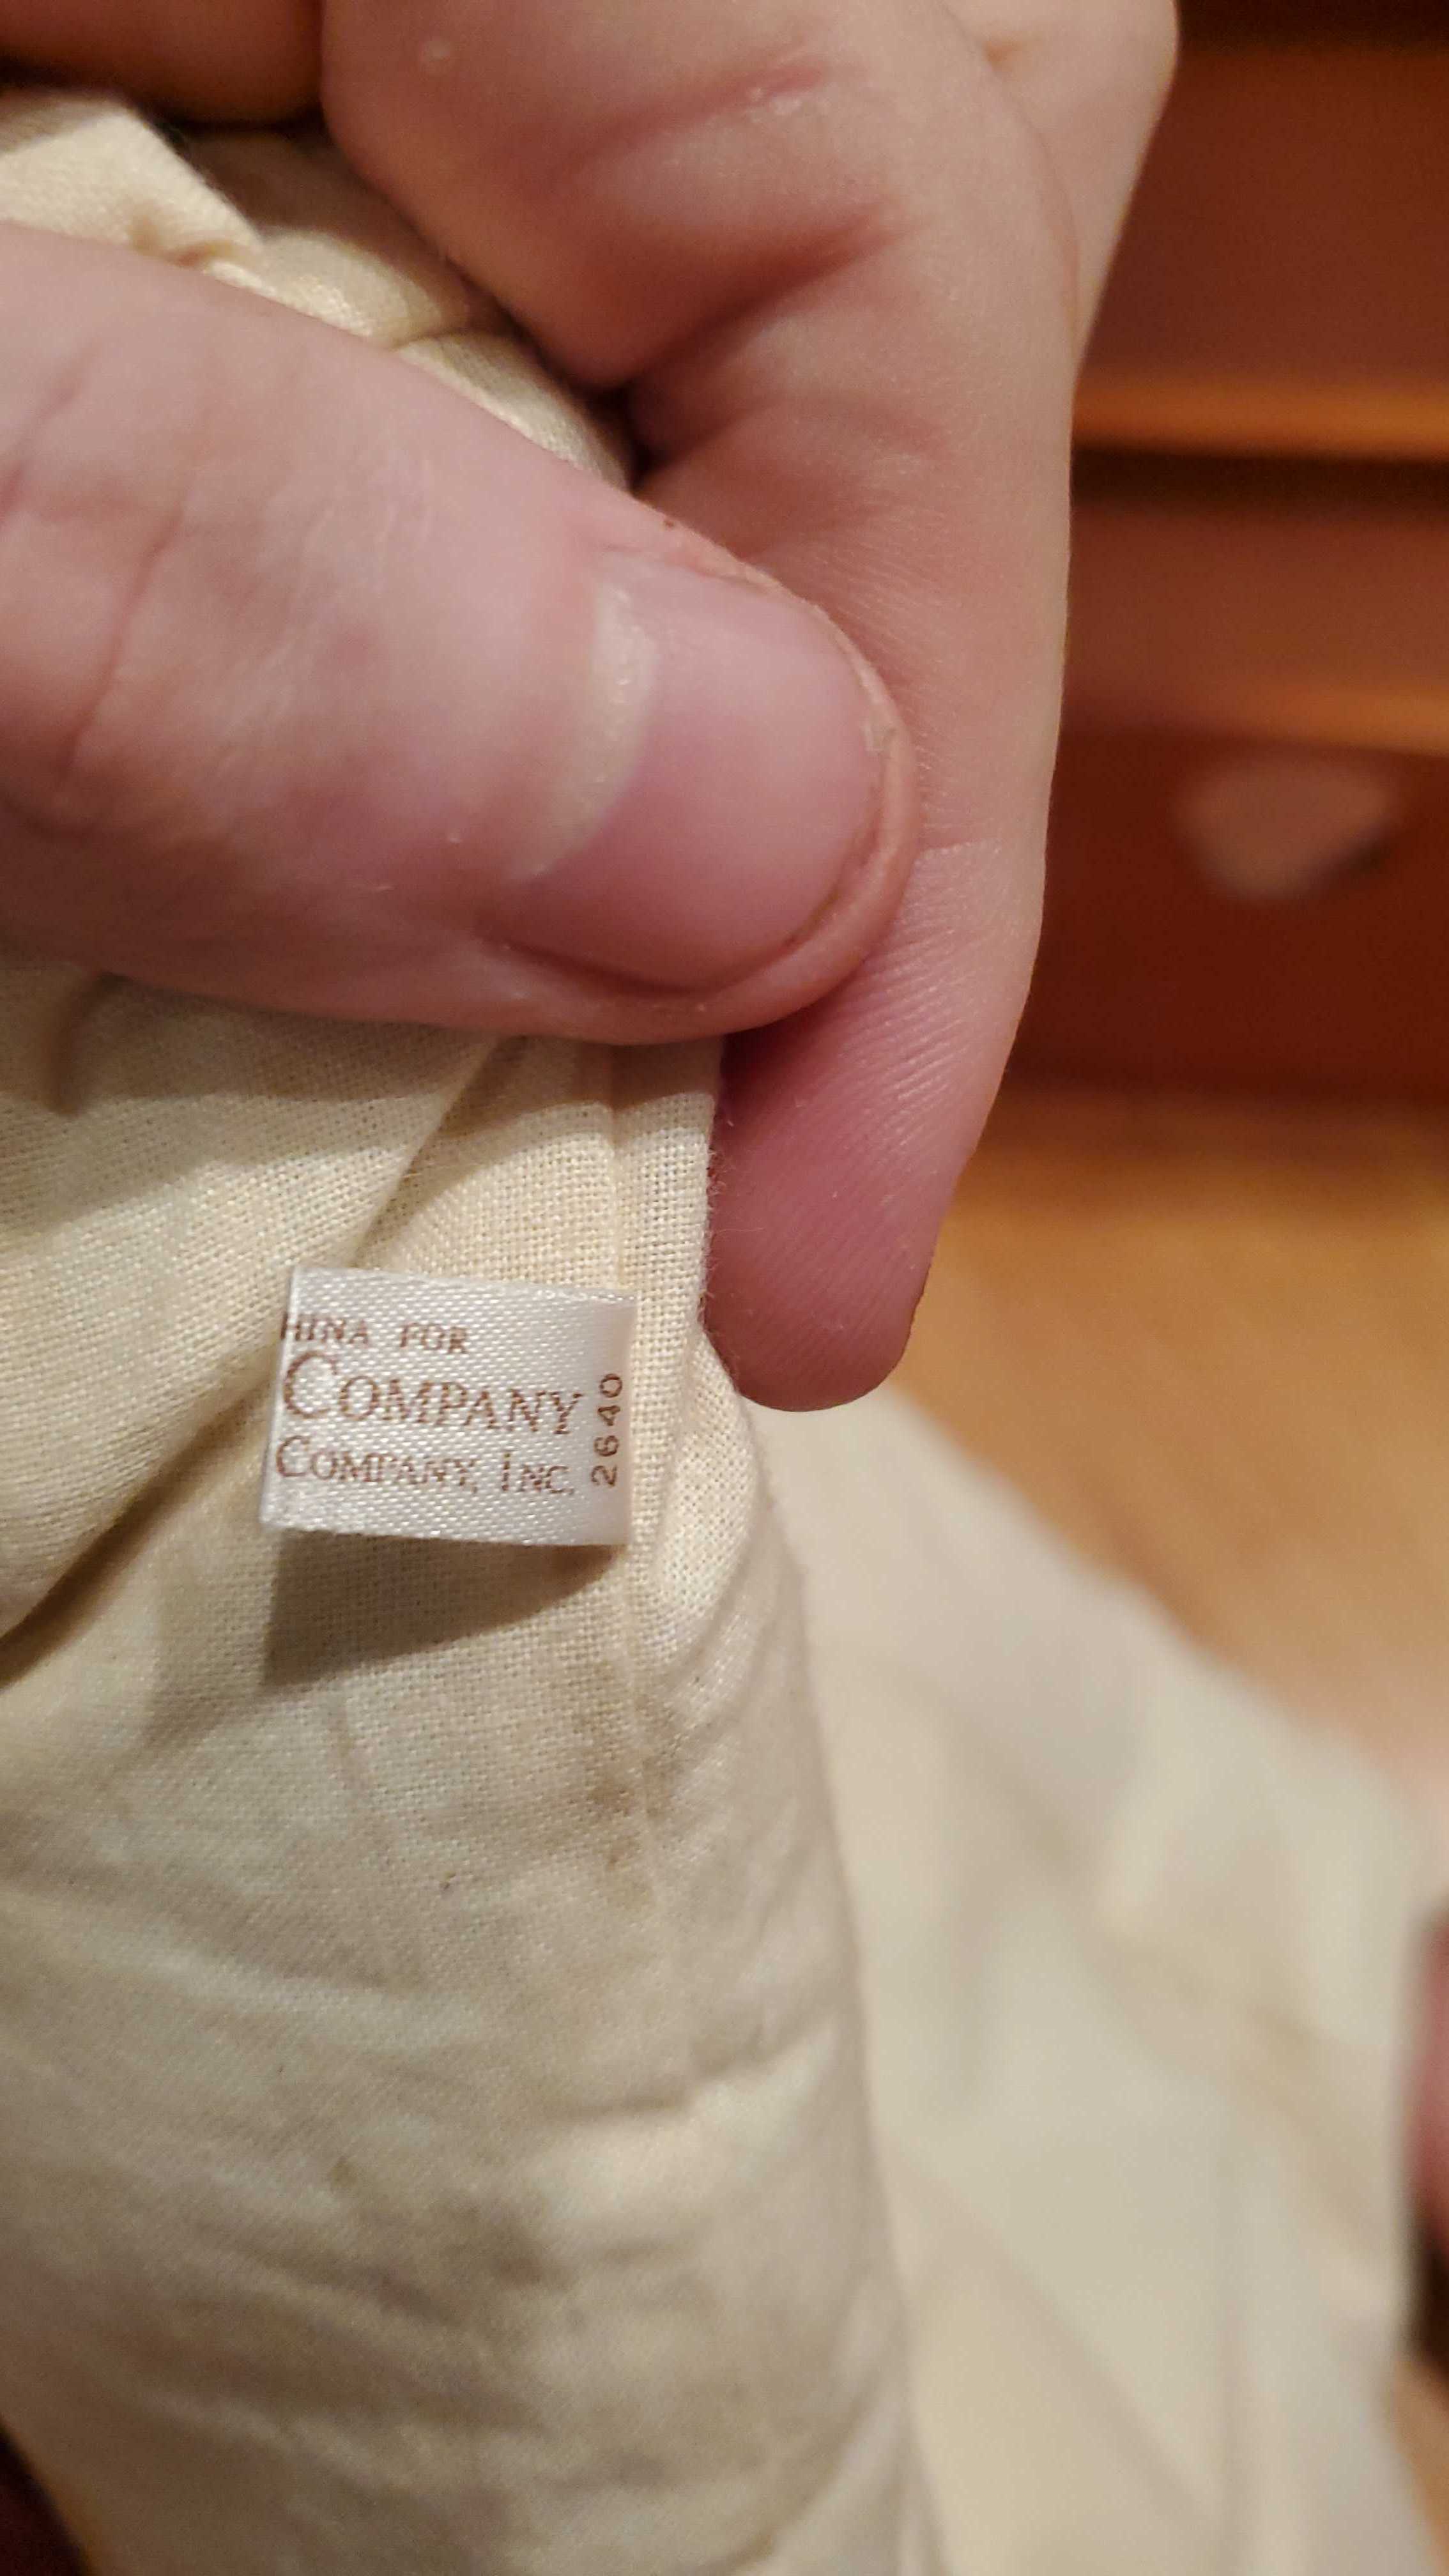 HINA FOR
COMPANY
COMPANY, INC.
2640